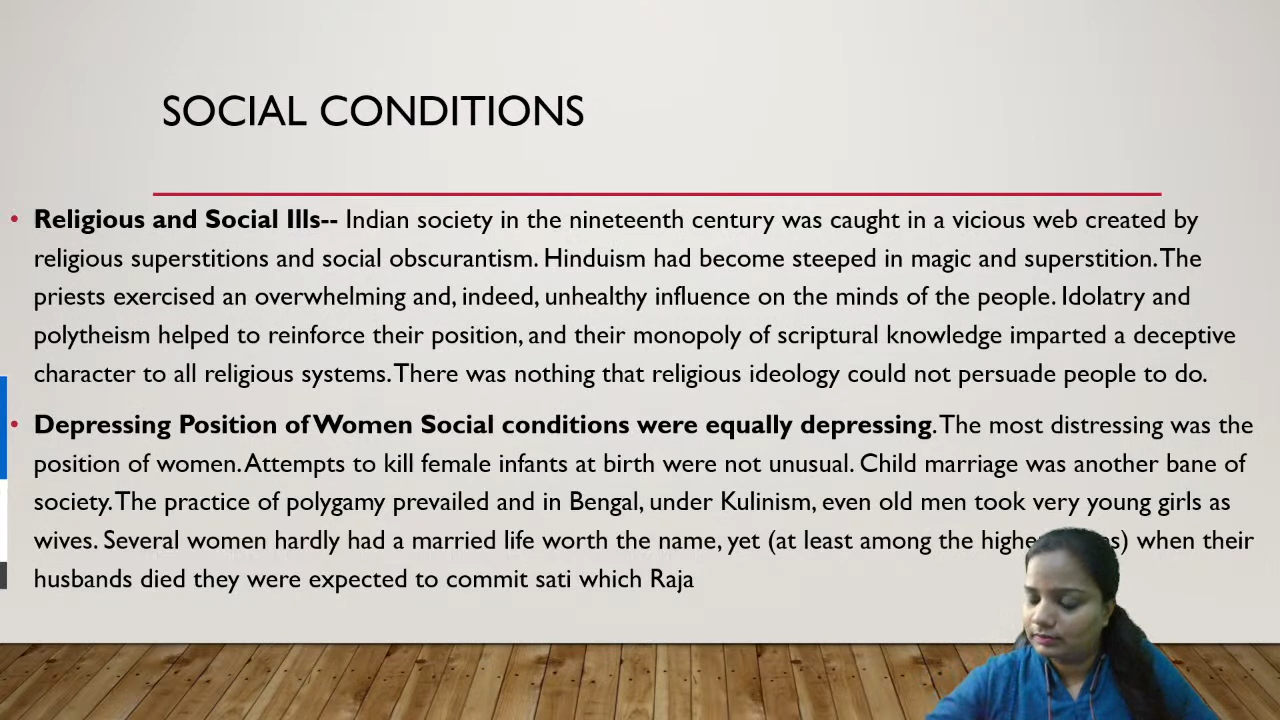 SOCIAL CONDITIONS
• Religious and Social Ills-- Indian society in the nineteenth century was caught in a vicious web created by
religious superstitions and social obscurantism. Hinduism had become steeped in magic and superstition. The
priests exercised an overwhelming and, indeed, unhealthy influence on the minds of the people. Idolatry and
polytheism helped to reinforce their position, and their monopoly of scriptural knowledge imparted a deceptive
character to all religious systems. There was nothing that religious ideology could not persuade people to do.
• Depressing Position of Women Social conditions were equally depressing. The most distressing was the
position of women. Attempts to kill female infants at birth were not unusual. Child marriage was another bane of
society. The practice of polygamy prevailed and in Bengal, under Kulinism, even old men took very young girls as
wives. Several women hardly had a married life worth the name, yet (at least among the when their
husbands died they were expected to commit sati which Raja